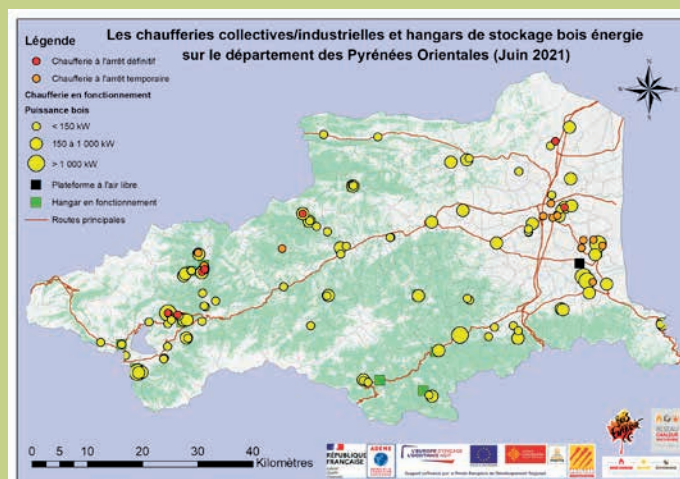 Les chaufferies collectives/industrielles et hangars de stockage bois énergie
sur le département des Pyrénées Orientales (Juin 2021)
Légende
Chaufferie à l'arrêt définitif
Chaufferie à l'arrêt temporaire
Chaufferie en fonctionnement
Puissance bois
< 150 kW
150 à 1 000 kW
> 1 000 kW
Plateforme à l'air libre
Hangar en fonctionnement
Routes principales
0 10 20 30 40
Kilomètres
RÉPUBLIQUE
FRANÇAISE
ADEME
L'EUROPE S'ENGAGE